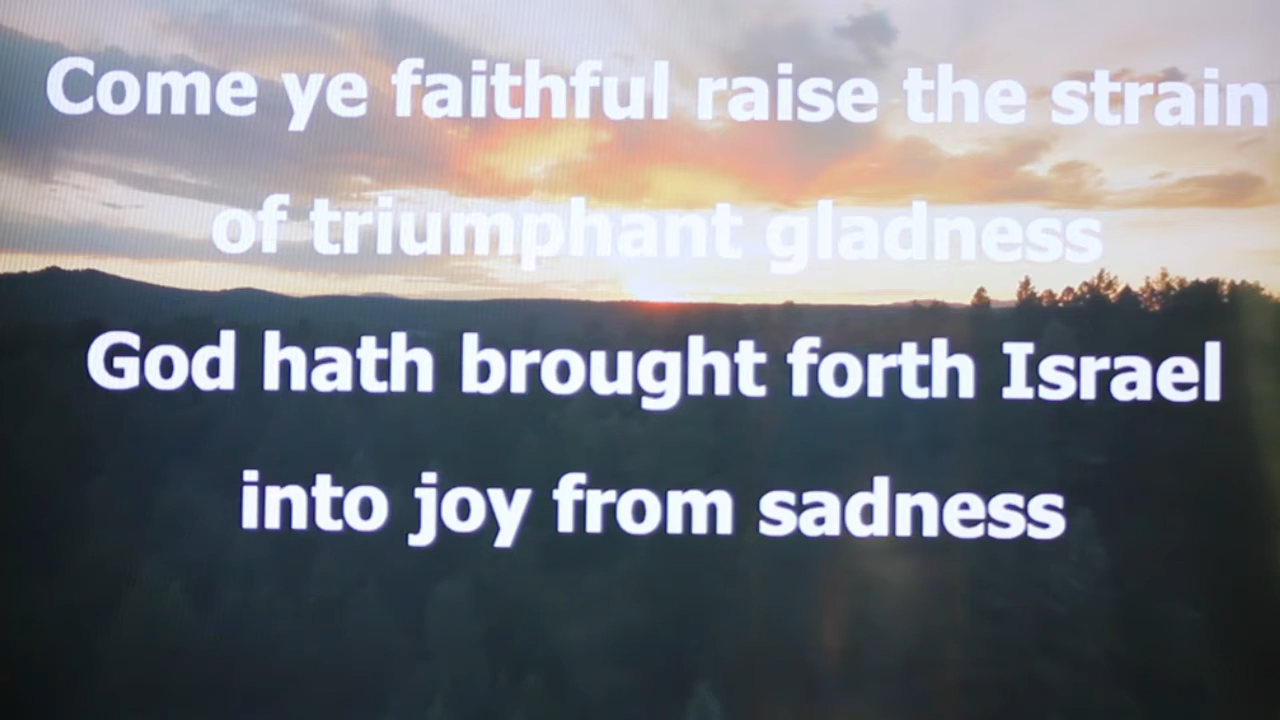 Come ye faithful raise the strain
of triumphant gladness
God hath brought forth Israel
into joy from sadness